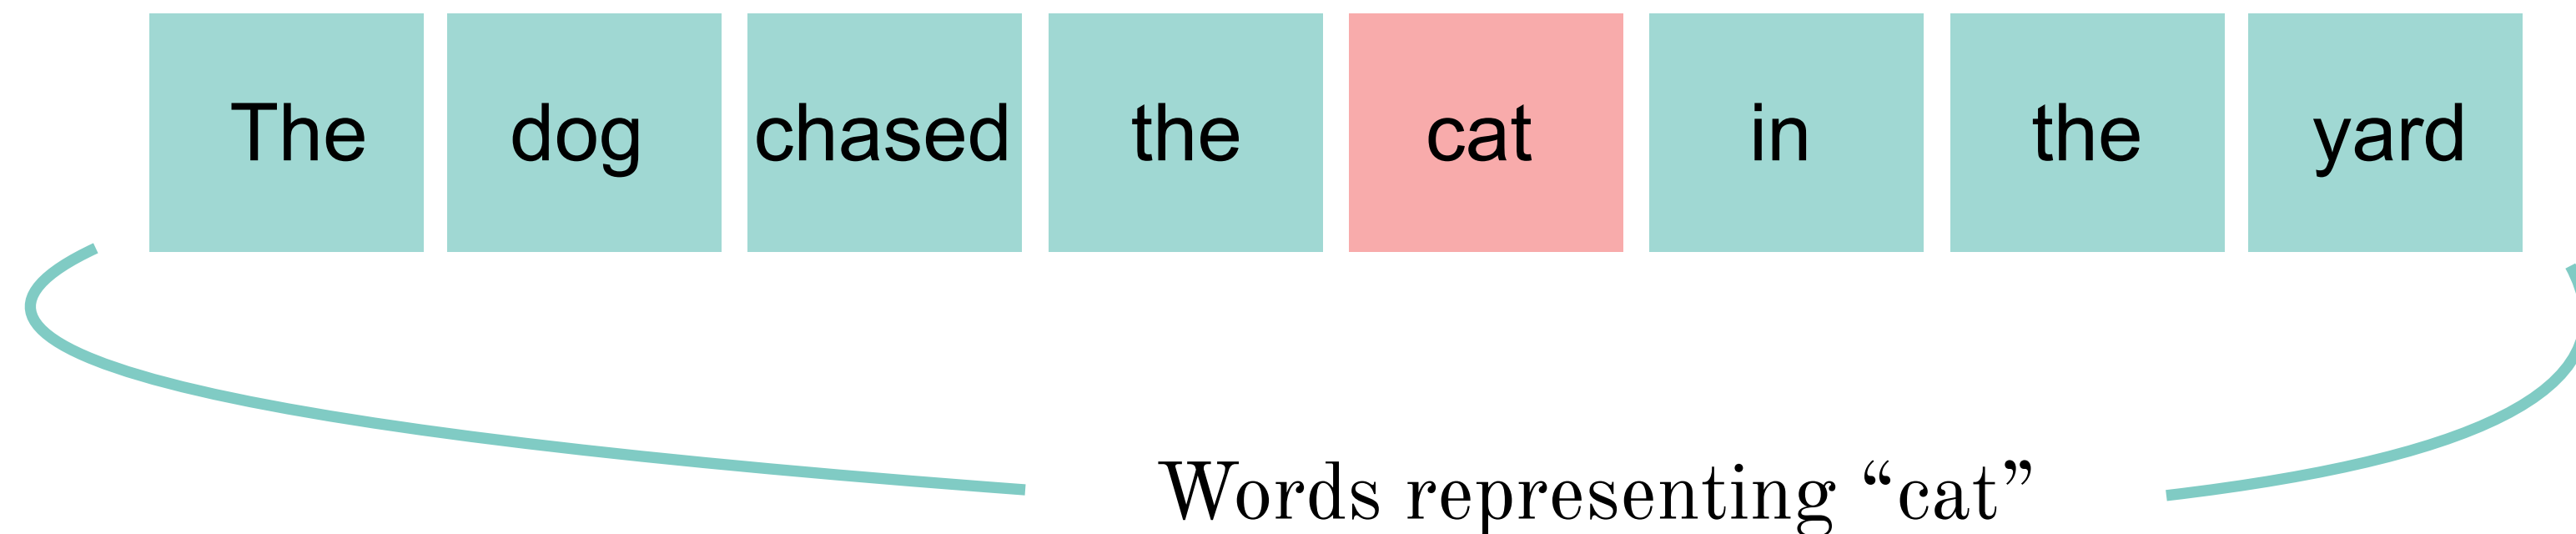 The dog chased the cat in the yard
Words representing “cat”